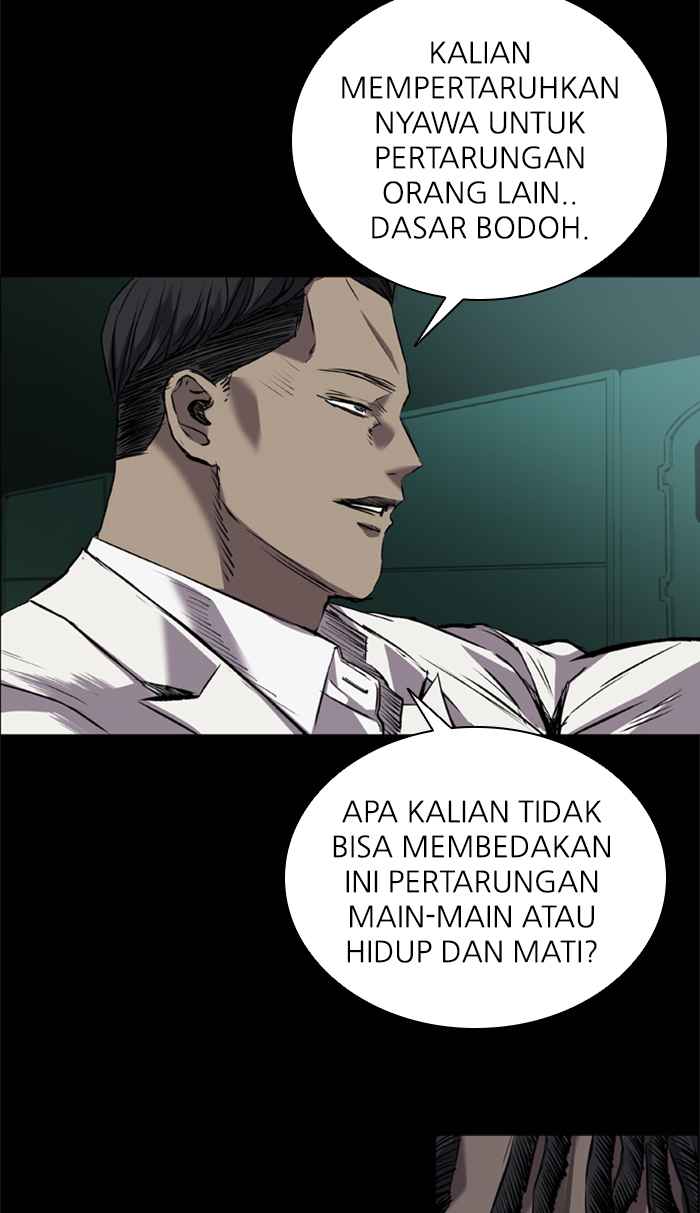 KALIAN
MEMPERTARUHKAN
NYAWA UNTUK
PERTARUNGAN
ORANG LAIN..
DASAR BODOH.
APA KALIAN TIDAK
BISA MEMBEDAKAN
INI PERTARUNGAN
MAIN-MAIN ATAU
HIDUP DAN MATI?